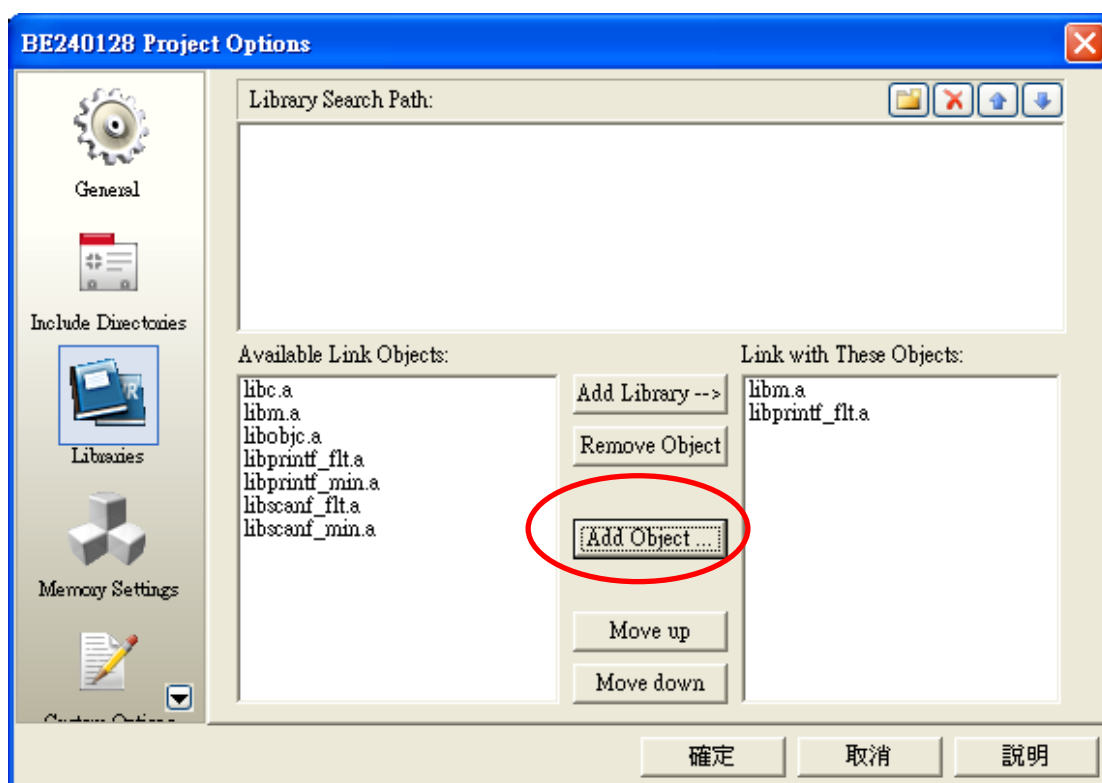 BE240128 Project Options
General
Include Directories
Libraries
Memory Settings
Custom Options
Library Search Path:
Available Link Objects:
libc.a
libm.a
libobjc.a
libprintf_flt.a
libprintf_min.a
libscanf_flt.a
libscanf_min.a
Add Library -->
Remove Object
Add Object ...
Move up
Move down
Link with These Objects:
libm.a
libprintf_flt.a
確定
取消
說明